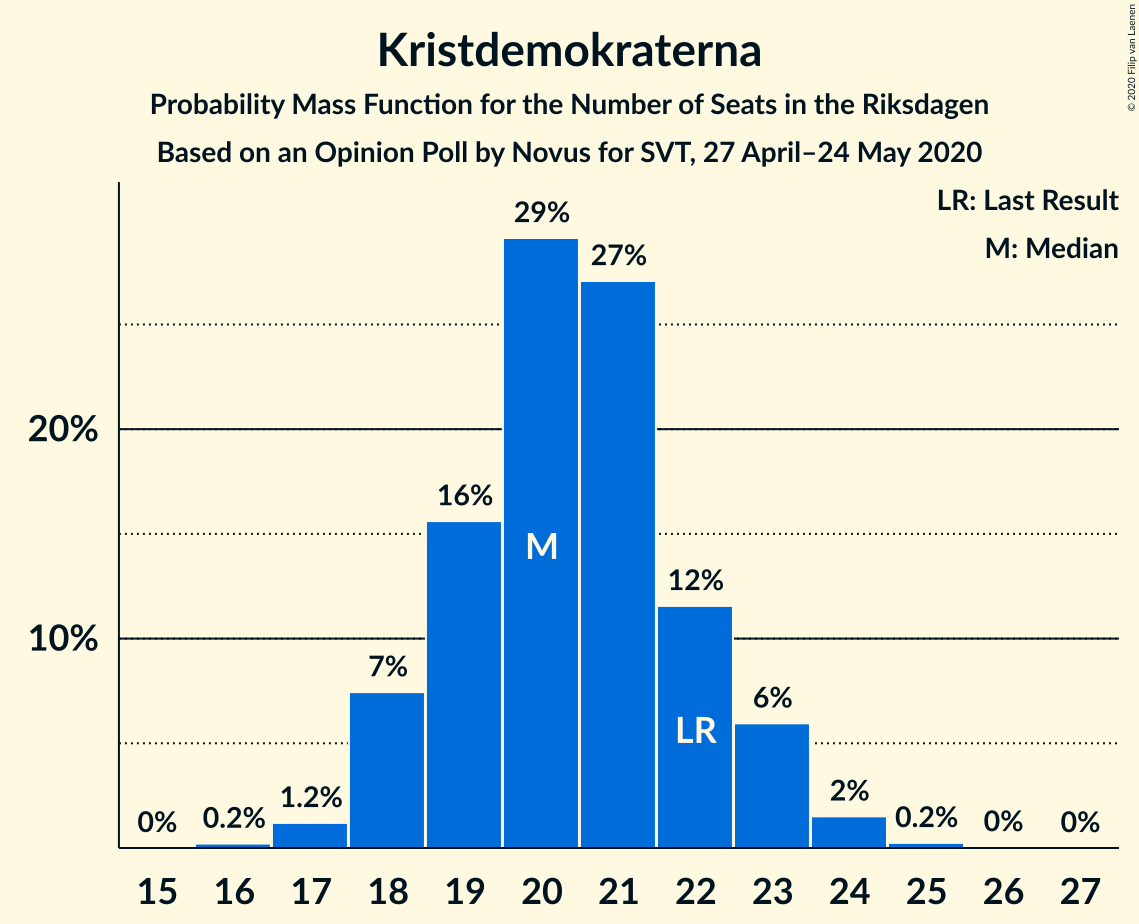 Kristdemokraterna
Probability Mass Function for the Number of Seats in the Riksdagen
Based on an Opinion Poll by Novus for SVT, 27 April–24 May 2020
© 2020 Filip van Laenen
LR: Last Result
M: Median
29%
27%
20%
16%
M
12%
10%
7%
6%
LR
1.2%
2%
0%
0.2%
0.2%
0%
0%
15 16 17 18 19 20 21 22 23 24 25 26 27